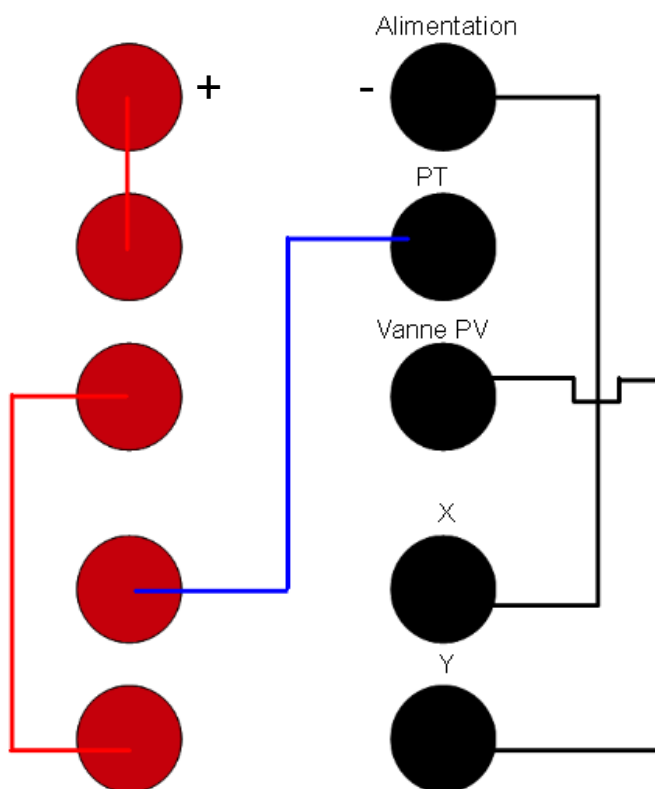 Alimentation
+ -
PT
Vanne PV
X
Y